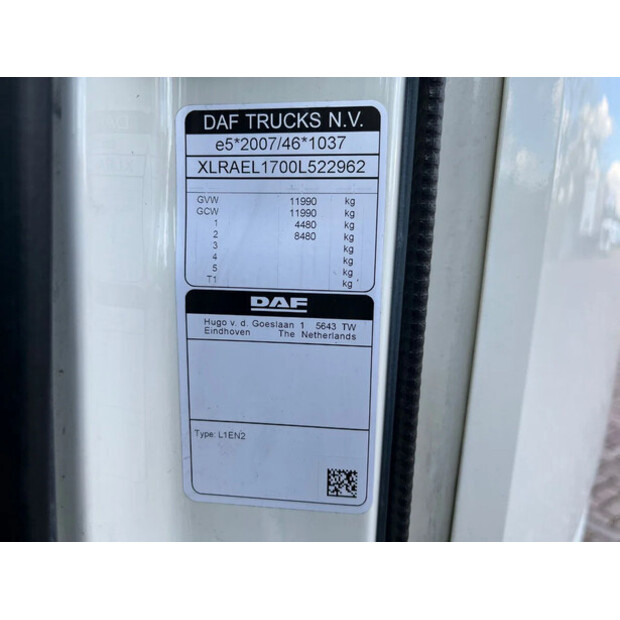 DAF TRUCKS N.V.
e5*2007/46*1037
XLRAEL1700L522962
GVW 11990 kg
GCW 11990 kg
1 4480 kg
2 8480 kg
3 kg
4 kg
5 kg
T1 kg
DAF
Hugo v. d. Goeslaan 1 5643 TW
Eindhoven The Netherlands
Type: L1EN2